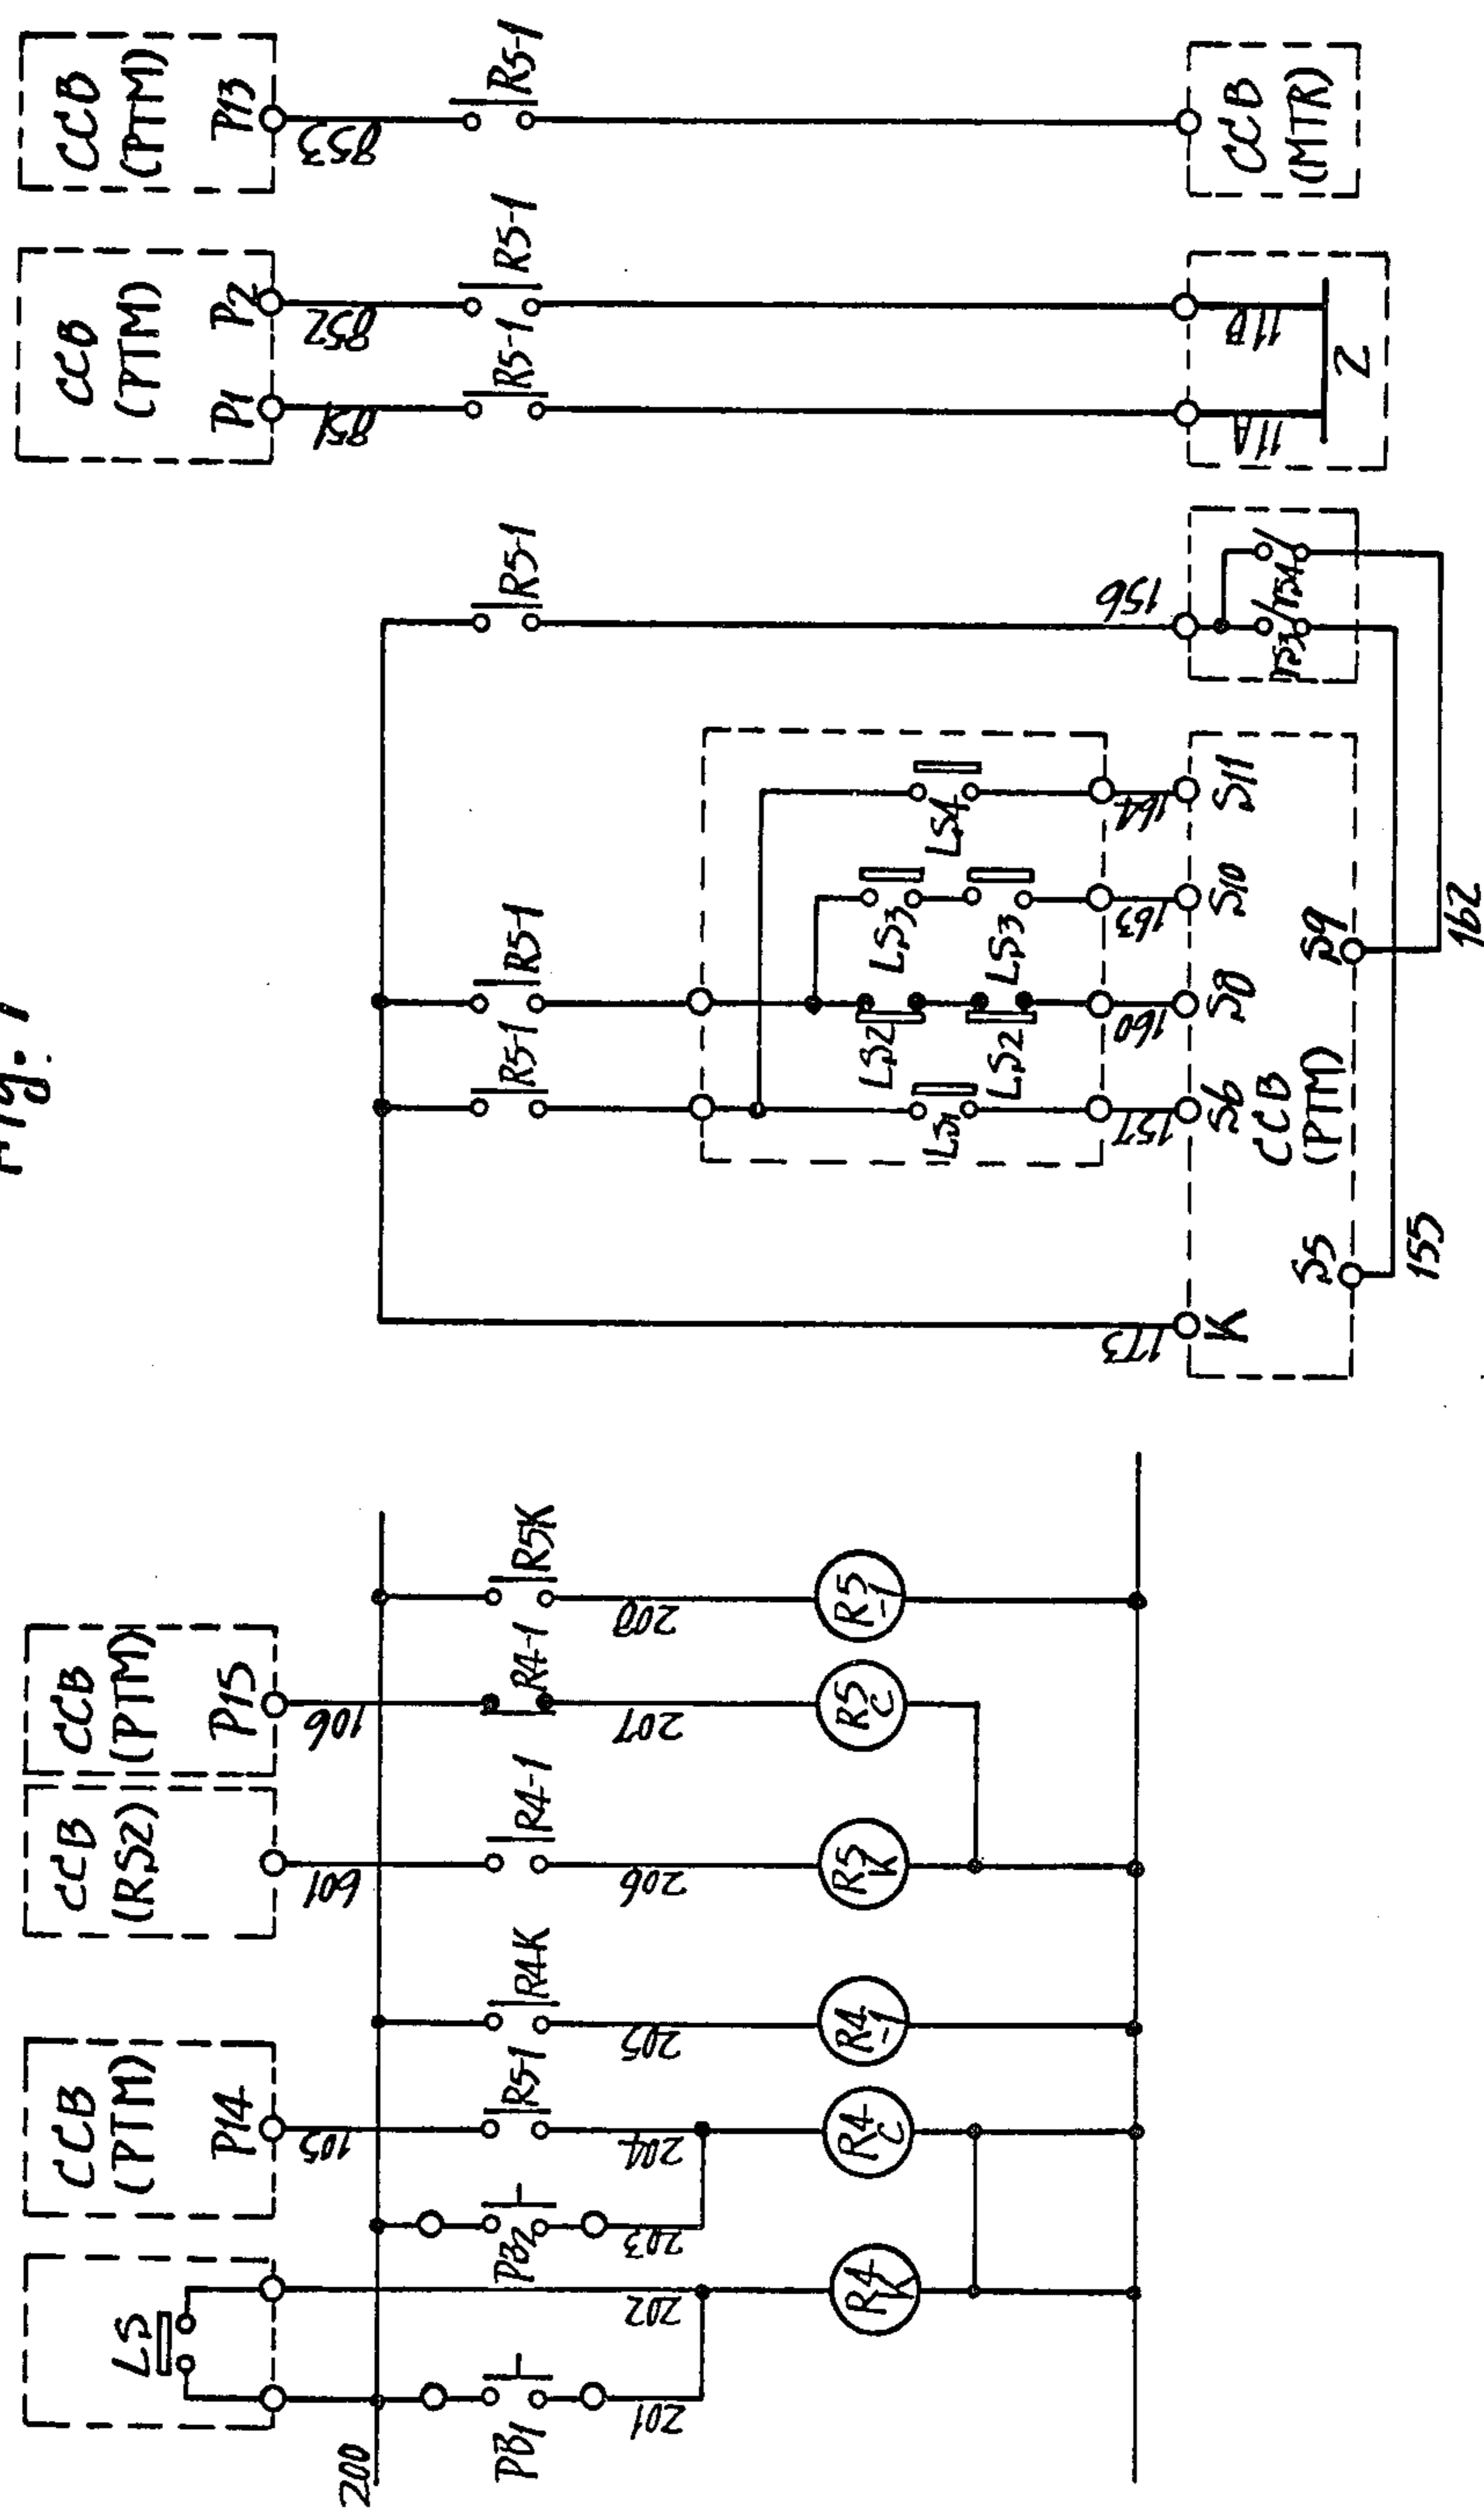 Fig. 1
LS
CCB
(PTM)
P14
CCB
(RS2)
CCB
(PTM)
P15
CCB
(PTM)
P1
P2
CCB
(PTM)
P13
200
105
601
106
851
852
853
PB1
PB2
R5-1
R4K
R4-1
R4-1
R5K
R5-1
R5-1
R5-1
R5-1
R5-1
R5-1
201
202
203
204
205
206
207
208
R4
K
R4
C
R4
-1
R5
K
R5
C
R5
-1
LS2
LS3
LS4
LS2
LS3
173
157
160
163
164
156
11A
11B
K
S6
S8
S10
S11
CCB
(PTM)
S5
S9
Z
CCB
(MTR)
155
162